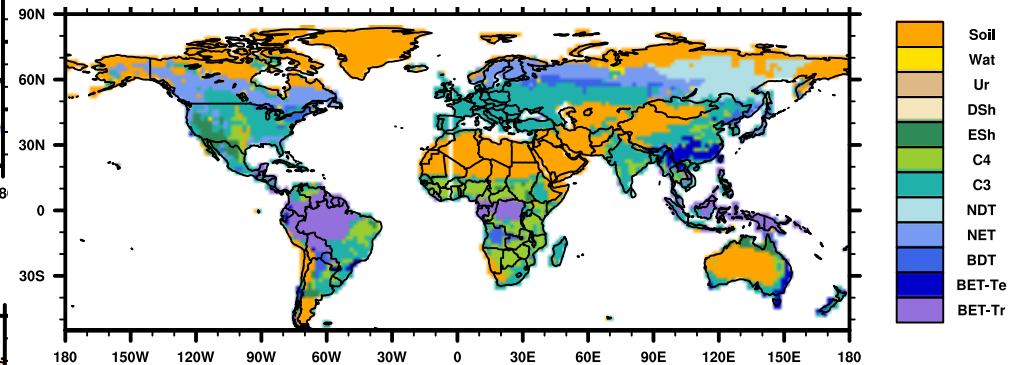 90N
60N
30N
0
30S
180 150W 120W 90W 60W 30W 0 30E 60E 90E 120E 150E 180
Soil
Wat
Ur
DSh
ESh
C4
C3
NDT
NET
BDT
BET-Te
BET-Tr
8